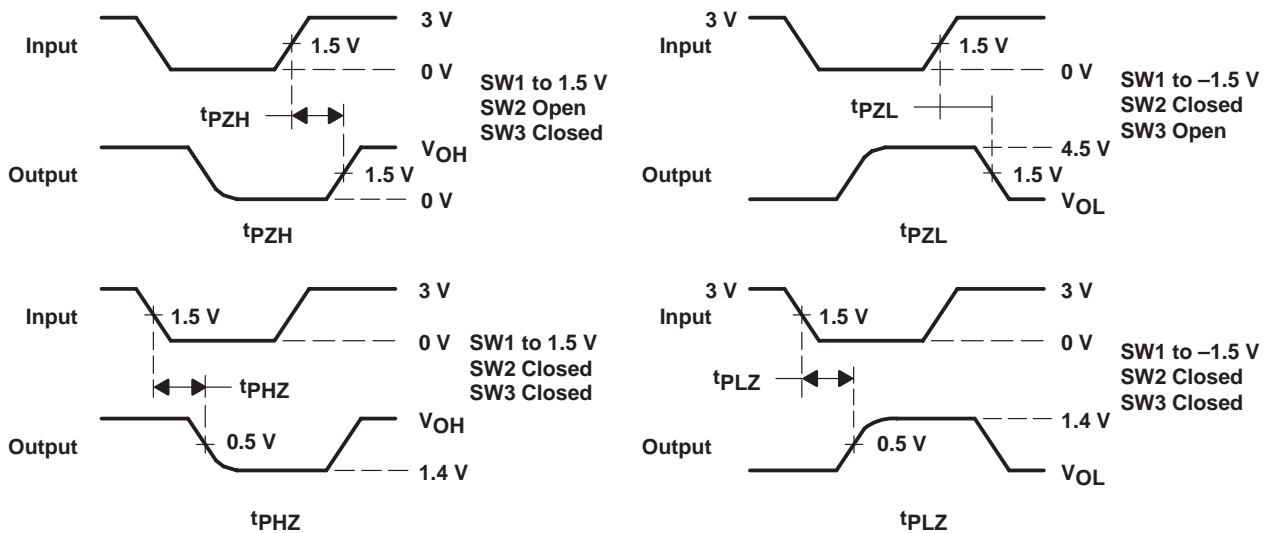 3 V
Input
1.5 V
0 V
SW1 to 1.5 V
SW2 Open
SW3 Closed
tPZH
VOH
Output
1.5 V
0 V
tPZH
3 V
Input
1.5 V
0 V
SW1 to –1.5 V
SW2 Closed
SW3 Open
tPZL
4.5 V
Output
1.5 V
VOL
tPZL
3 V
Input
1.5 V
0 V
SW1 to 1.5 V
SW2 Closed
SW3 Closed
tPHZ
VOH
Output
0.5 V
1.4 V
tPHZ
3 V
3 V
Input
1.5 V
0 V
SW1 to –1.5 V
SW2 Closed
SW3 Closed
tPLZ
1.4 V
Output
0.5 V
VOL
tPLZ